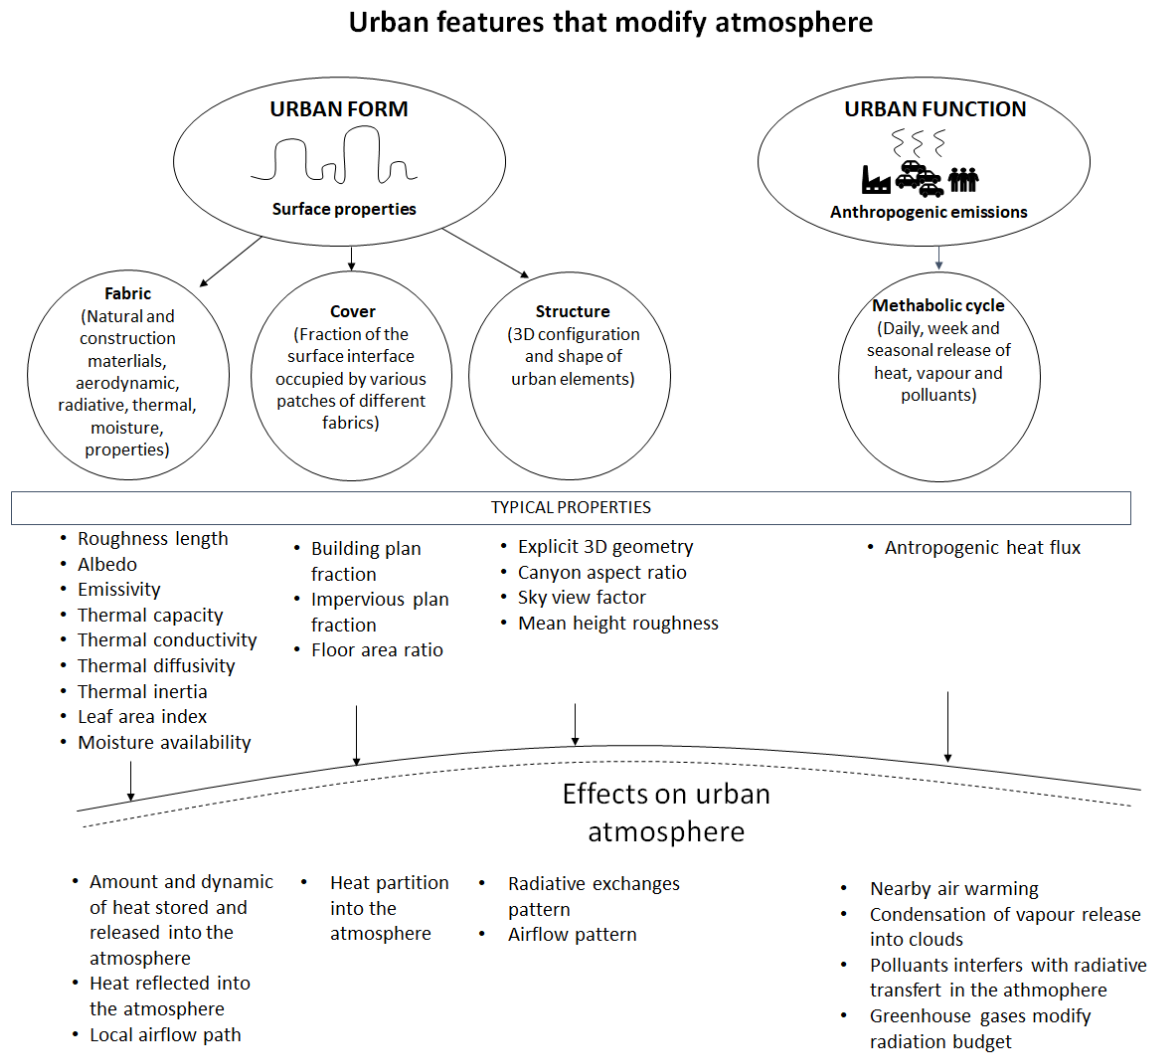 Urban features that modify atmosphere
URBAN FORM
Surface properties
URBAN FUNCTION
Anthropogenic emissions
Fabric
(Natural and
construction
materlials,
aerodynamic,
radiative, thermal,
moisture,
properties)
Cover
(Fraction of the
surface interface
occupied by various
patches of different
fabrics)
Structure
(3D configuration
and shape of
urban elements)
Methabolic cycle
(Daily, week and
seasonal release of
heat, vapour and
polluants)
TYPICAL PROPERTIES
• Roughness length
• Albedo
• Emissivity
• Thermal capacity
• Thermal conductivity
• Thermal diffusivity
• Thermal inertia
• Leaf area index
• Moisture availability
• Building plan
fraction
• Impervious plan
fraction
• Floor area ratio
• Explicit 3D geometry
• Canyon aspect ratio
• Sky view factor
• Mean height roughness
• Antropogenic heat flux
Effects on urban
atmosphere
• Amount and dynamic
of heat stored and
released into the
atmosphere
• Heat reflected into
the atmosphere
• Local airflow path
• Heat partition
into the
atmosphere
• Radiative exchanges
pattern
• Airflow pattern
• Nearby air warming
• Condensation of vapour release
into clouds
• Polluants interfers with radiative
transfert in the athmophere
• Greenhouse gases modify
radiation budget